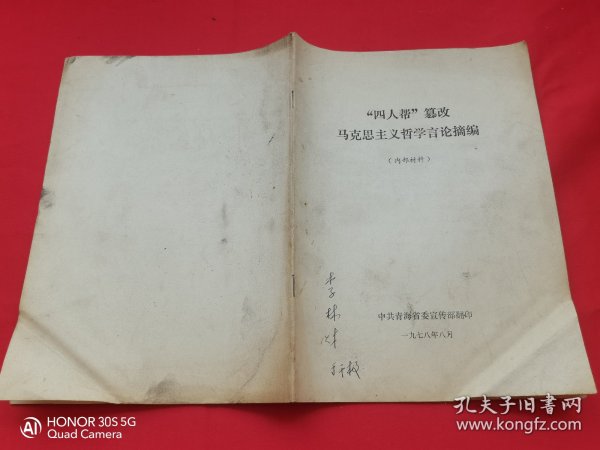 “四人帮”篡改
马克思主义哲学言论摘编
（内部材料）
李
林
中共青海省委宣传部翻印
一九七八年八月
HONOR 30S 5G
Quad Camera
孔夫子旧书网
www.kongfz.com